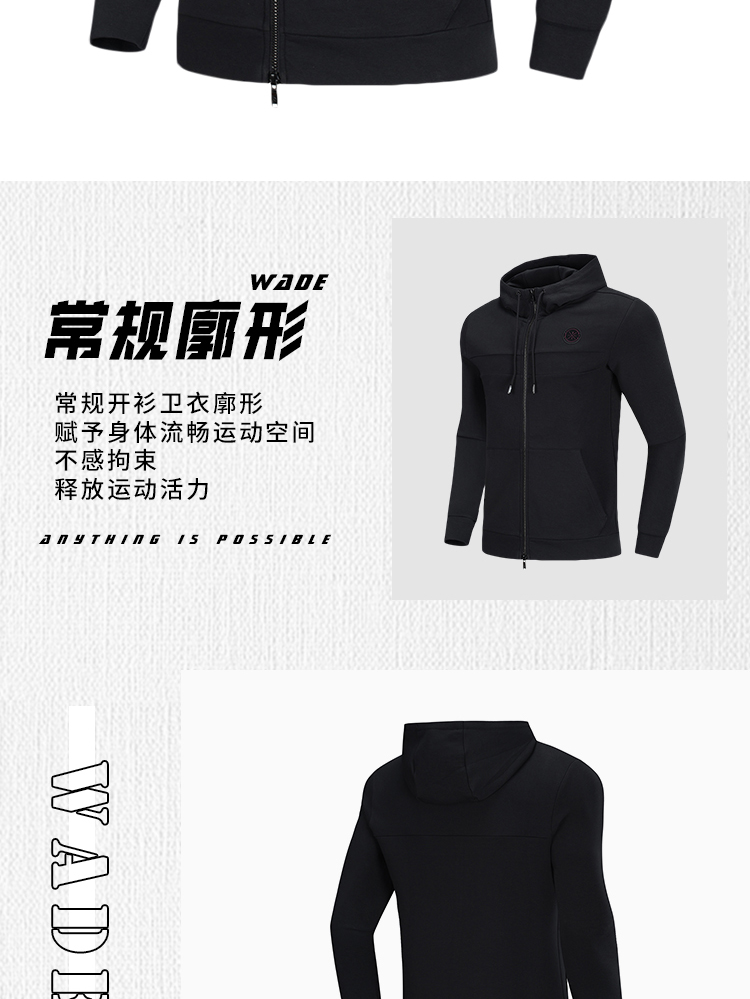 WADE
常规廓形
常规开衫卫衣廓形
赋予身体流畅运动空间
不感拘束
释放运动活力
ANYTHING IS POSSIBLE
WADE